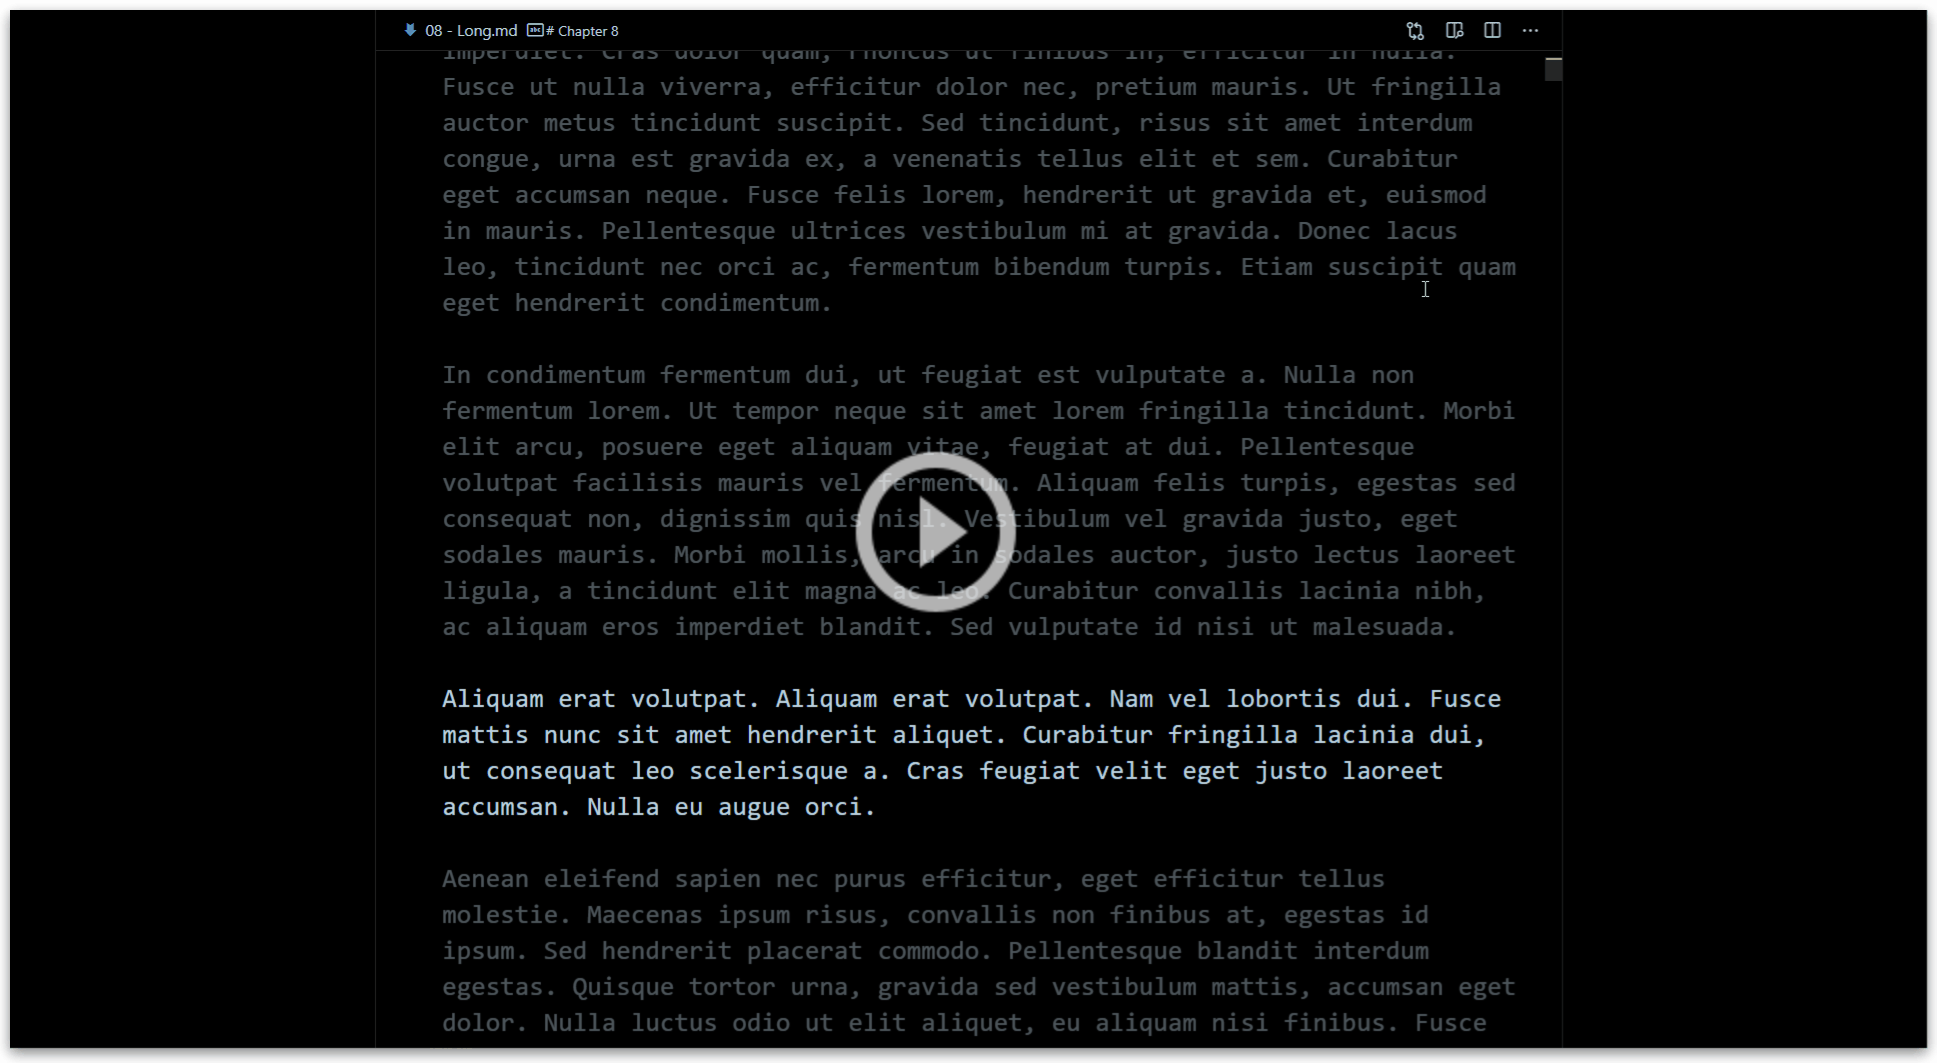 08 - Long.md # Chapter 8
imperdiet. Cras dolor quam, rhoncus ut finibus in, efficitur in nulla.
Fusce ut nulla viverra, efficitur dolor nec, pretium mauris. Ut fringilla
auctor metus tincidunt suscipit. Sed tincidunt, risus sit amet interdum
congue, urna est gravida ex, a venenatis tellus elit et sem. Curabitur
eget accumsan neque. Fusce felis lorem, hendrerit ut gravida et, euismod
in mauris. Pellentesque ultrices vestibulum mi at gravida. Donec lacus
leo, tincidunt nec orci ac, fermentum bibendum turpis. Etiam suscipit quam
eget hendrerit condimentum.
In condimentum fermentum dui, ut feugiat est vulputate a. Nulla non
fermentum lorem. Ut tempor neque sit amet lorem fringilla tincidunt. Morbi
elit arcu, posuere eget aliquam vitae, feugiat at dui. Pellentesque
volutpat facilisis mauris vel fermentum. Aliquam felis turpis, egestas sed
consequat non, dignissim quis nisl. Vestibulum vel gravida justo, eget
sodales mauris. Morbi mollis, arcu in sodales auctor, justo lectus laoreet
ligula, a tincidunt elit magna ac leo. Curabitur convallis lacinia nibh,
ac aliquam eros imperdiet blandit. Sed vulputate id nisi ut malesuada.
Aliquam erat volutpat. Aliquam erat volutpat. Nam vel lobortis dui. Fusce
mattis nunc sit amet hendrerit aliquet. Curabitur fringilla lacinia dui,
ut consequat leo scelerisque a. Cras feugiat velit eget justo laoreet
accumsan. Nulla eu augue orci.
Aenean eleifend sapien nec purus efficitur, eget efficitur tellus
molestie. Maecenas ipsum risus, convallis non finibus at, egestas id
ipsum. Sed hendrerit placerat commodo. Pellentesque blandit interdum
egestas. Quisque tortor urna, gravida sed vestibulum mattis, accumsan eget
dolor. Nulla luctus odio ut elit aliquet, eu aliquam nisi finibus. Fusce